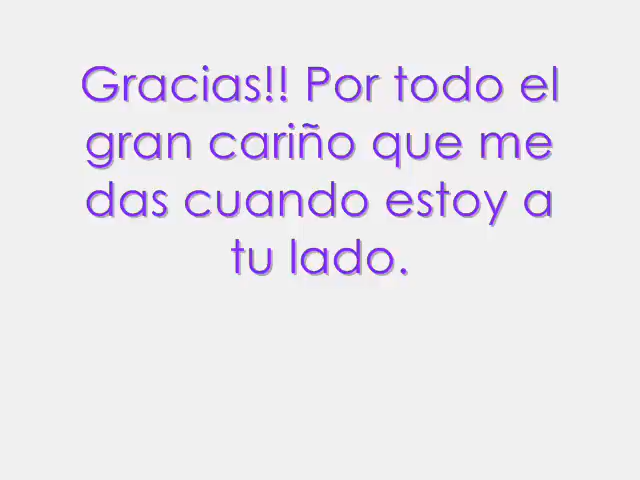 Gracias!! Por todo el
gran cariño que me
das cuando estoy a
tu lado.